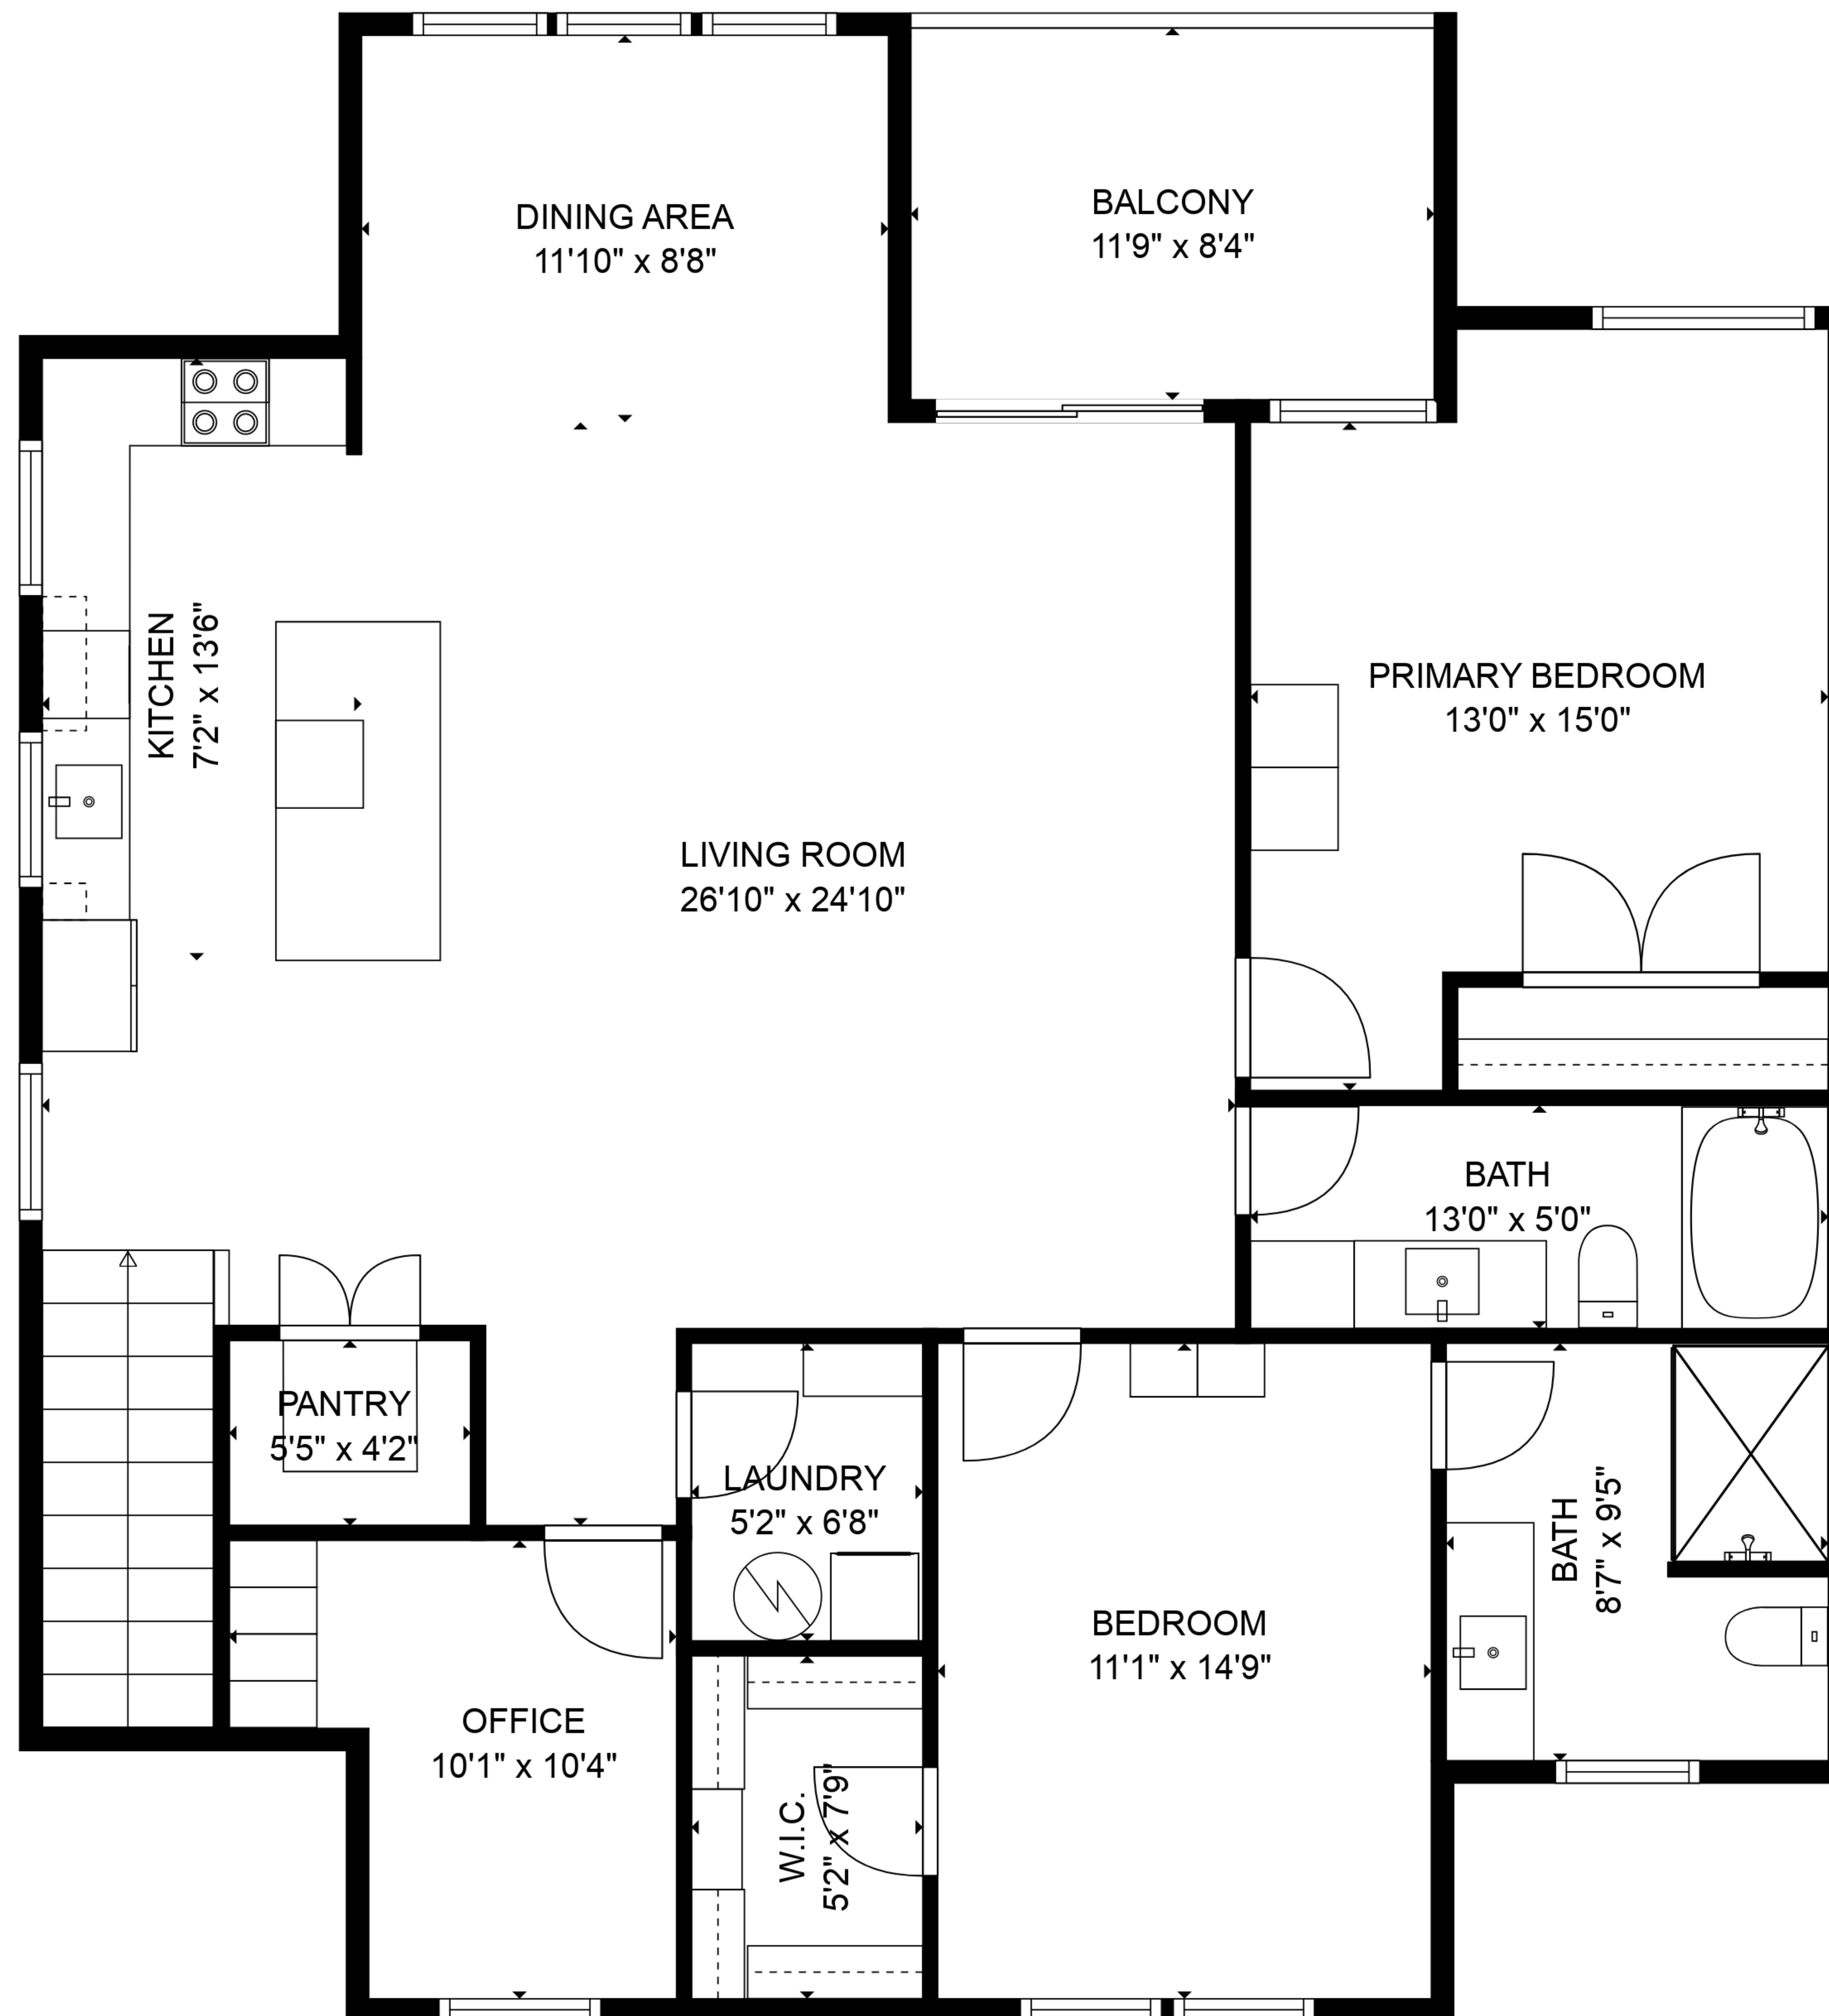 DINING AREA
11'10" x 8'8"
BALCONY
11'9" x 8'4"
KITCHEN
7'2" x 13'6"
PRIMARY BEDROOM
13'0" x 15'0"
LIVING ROOM
26'10" x 24'10"
BATH
13'0" x 5'0"
PANTRY
5'5" x 4'2"
LAUNDRY
5'2" x 6'8"
BATH
8'7" x 9'5"
BEDROOM
11'1" x 14'9"
OFFICE
10'1" x 10'4"
W.I.C.
5'2" x 7'9"